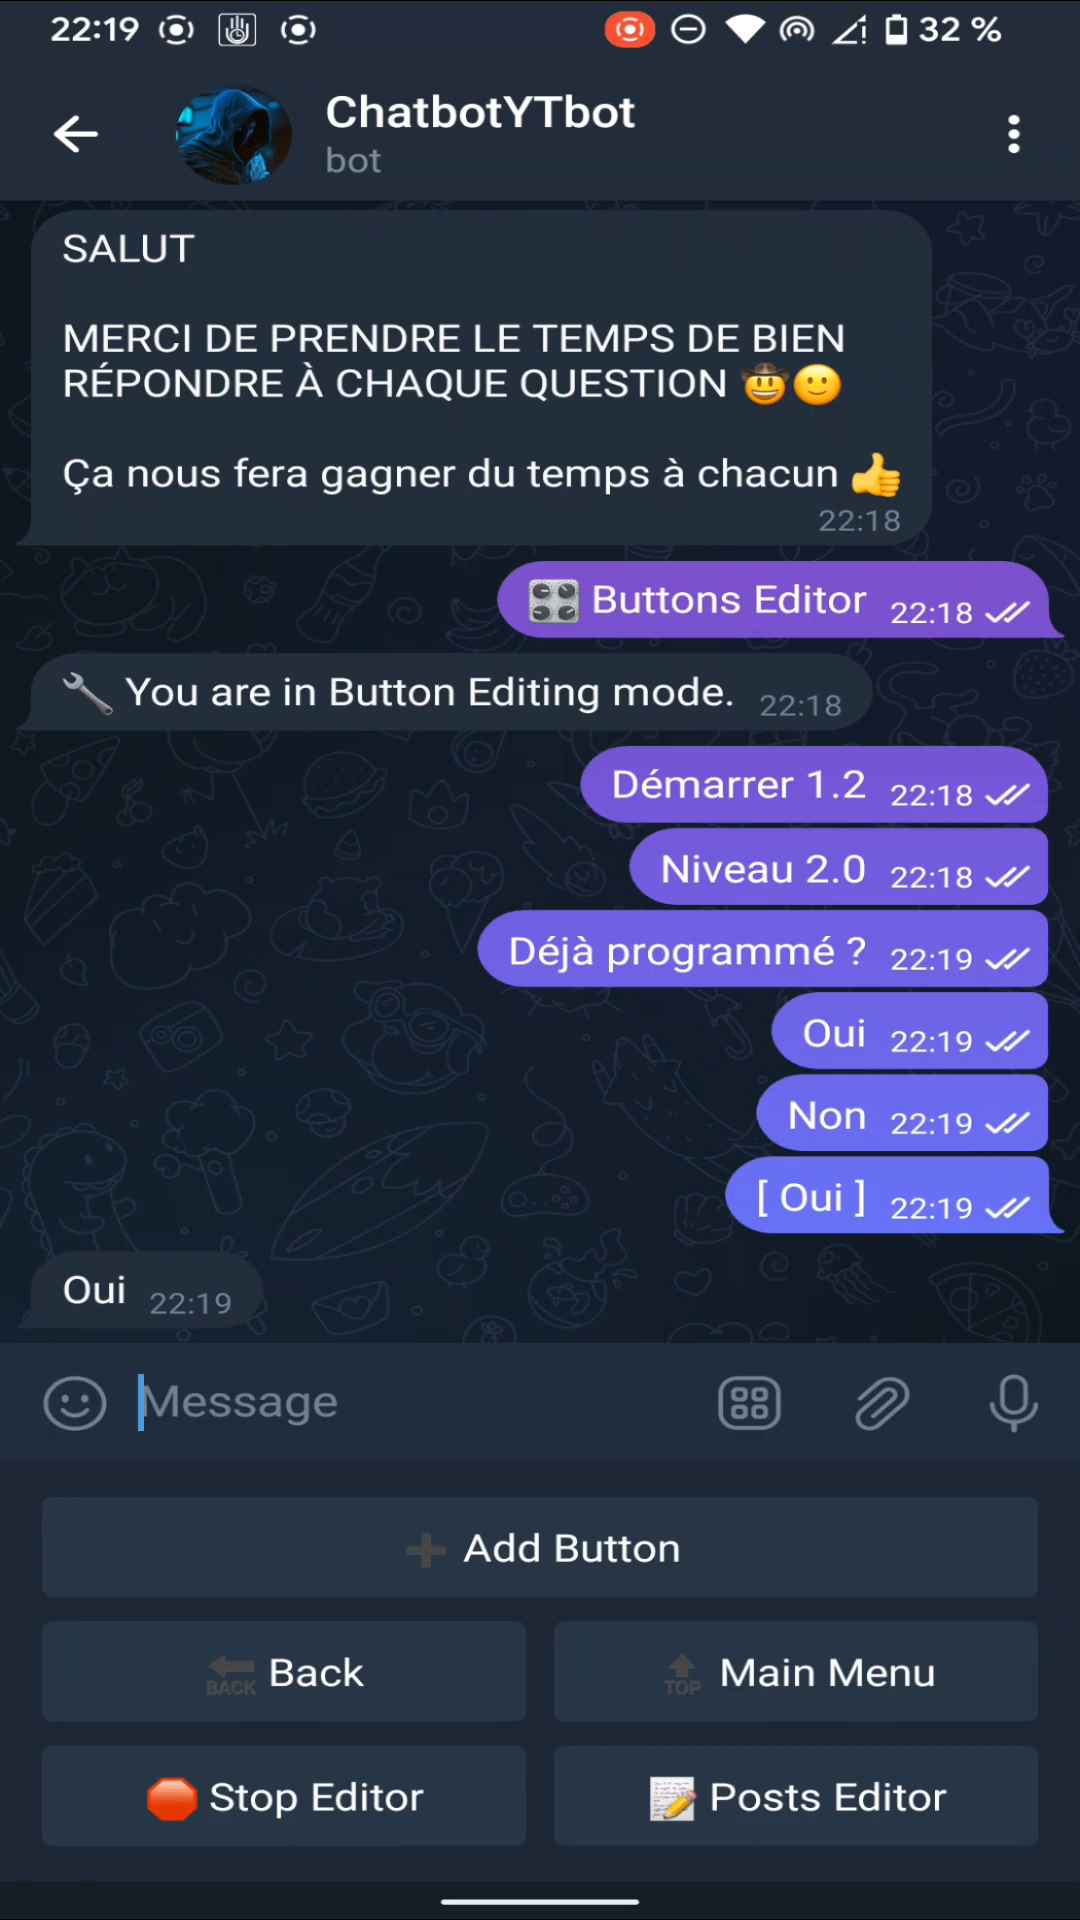 22:19
32 %
ChatbotYTbot
bot
SALUT
MERCI DE PRENDRE LE TEMPS DE BIEN
RÉPONDRE À CHAQUE QUESTION 🤠🙂
Ça nous fera gagner du temps à chacun 👍
22:18
🎛 Buttons Editor 22:18
🔧 You are in Button Editing mode. 22:18
Démarrer 1.2 22:18
Niveau 2.0 22:18
Déjà programmé ? 22:19
Oui 22:19
Non 22:19
[ Oui ] 22:19
Oui 22:19
Message
➕ Add Button
🔙 Back
🔝 Main Menu
🛑 Stop Editor
📝 Posts Editor